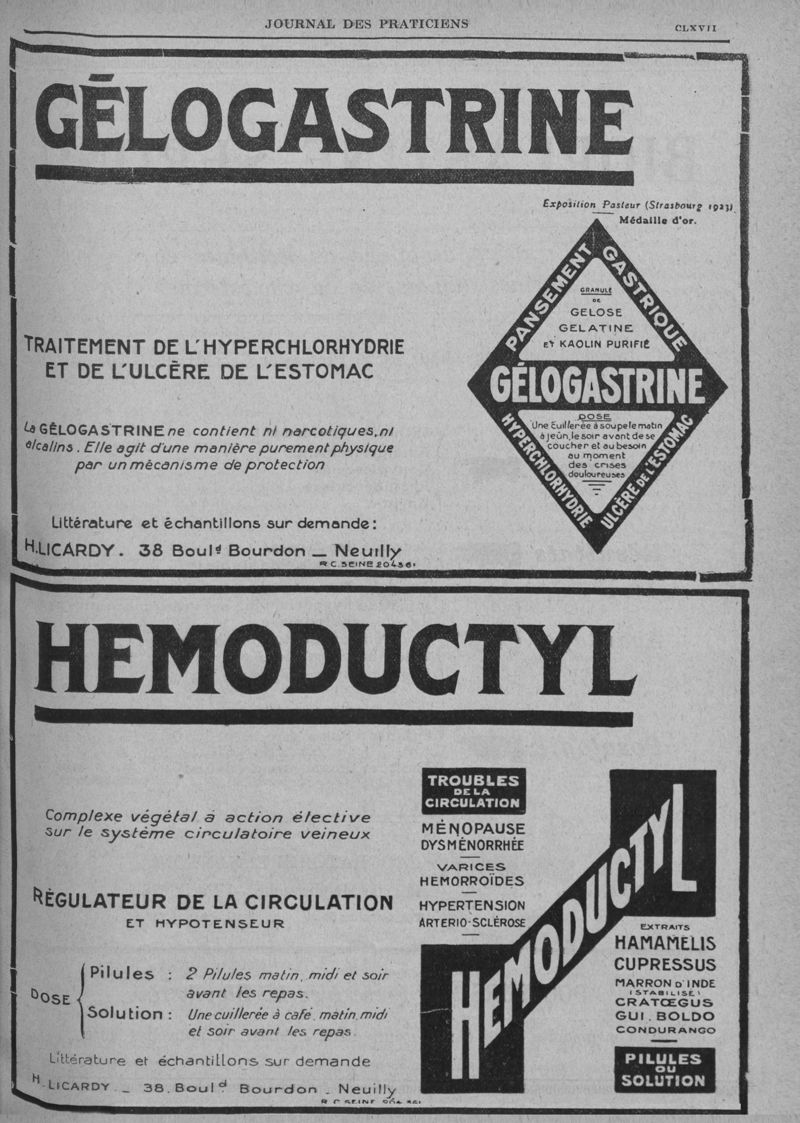 JOURNAL DES PRATICIENS
CLXVII
GÉLOGASTRINE
Exposition Pasteur (Strasbourg 1923)
Médaille d'or.
TRAITEMENT DE L'HYPERCHLORHYDRIE
ET DE L'ULCÈRE DE L'ESTOMAC
La GÉLOGASTRINE ne contient ni narcotiques, ni
alcalins. Elle agit d'une manière purement physique
par un mécanisme de protection
Littérature et échantillons sur demande:
H. LICARDY. 38 Bould Bourdon _ Neuilly
R.C. SEINE 204361
PANSEMENT GASTRIQUE
GRANULÉ
DE
GELOSE
GELATINE
ET KAOLIN PURIFIÉ
GÉLOGASTRINE
DOSE
Une Cuillerée à soupe le matin
à jeûn, le soir avant de se
coucher et au besoin
au moment
des crises
douloureuses
HYPERCHLORHYDRIE
ULCÈRE DE L'ESTOMAC
HEMODUCTYL
Complexe végétal à action élective
sur le système circulatoire veineux
RÉGULATEUR DE LA CIRCULATION
ET HYPOTENSEUR
DOSE
Pilules : 2 Pilules matin, midi et soir
avant les repas.
Solution : Une cuillerée à café, matin, midi
et soir avant les repas.
Littérature et échantillons sur demande
H. LICARDY _ 38. Bould Bourdon - Neuilly
R C SEINE
TROUBLES
DE LA
CIRCULATION
MÉNOPAUSE
DYSMÉNORRHÉE
VARICES
HEMORROÏDES
HYPERTENSION
ARTERIO-SCLÉROSE
HEMODUCTYL
EXTRAITS
HAMAMELIS
CUPRESSUS
MARRON D'INDE
(STABILISÉ)
CRATŒGUS
GUI. BOLDO
CONDURANGO
PILULES
OU
SOLUTION